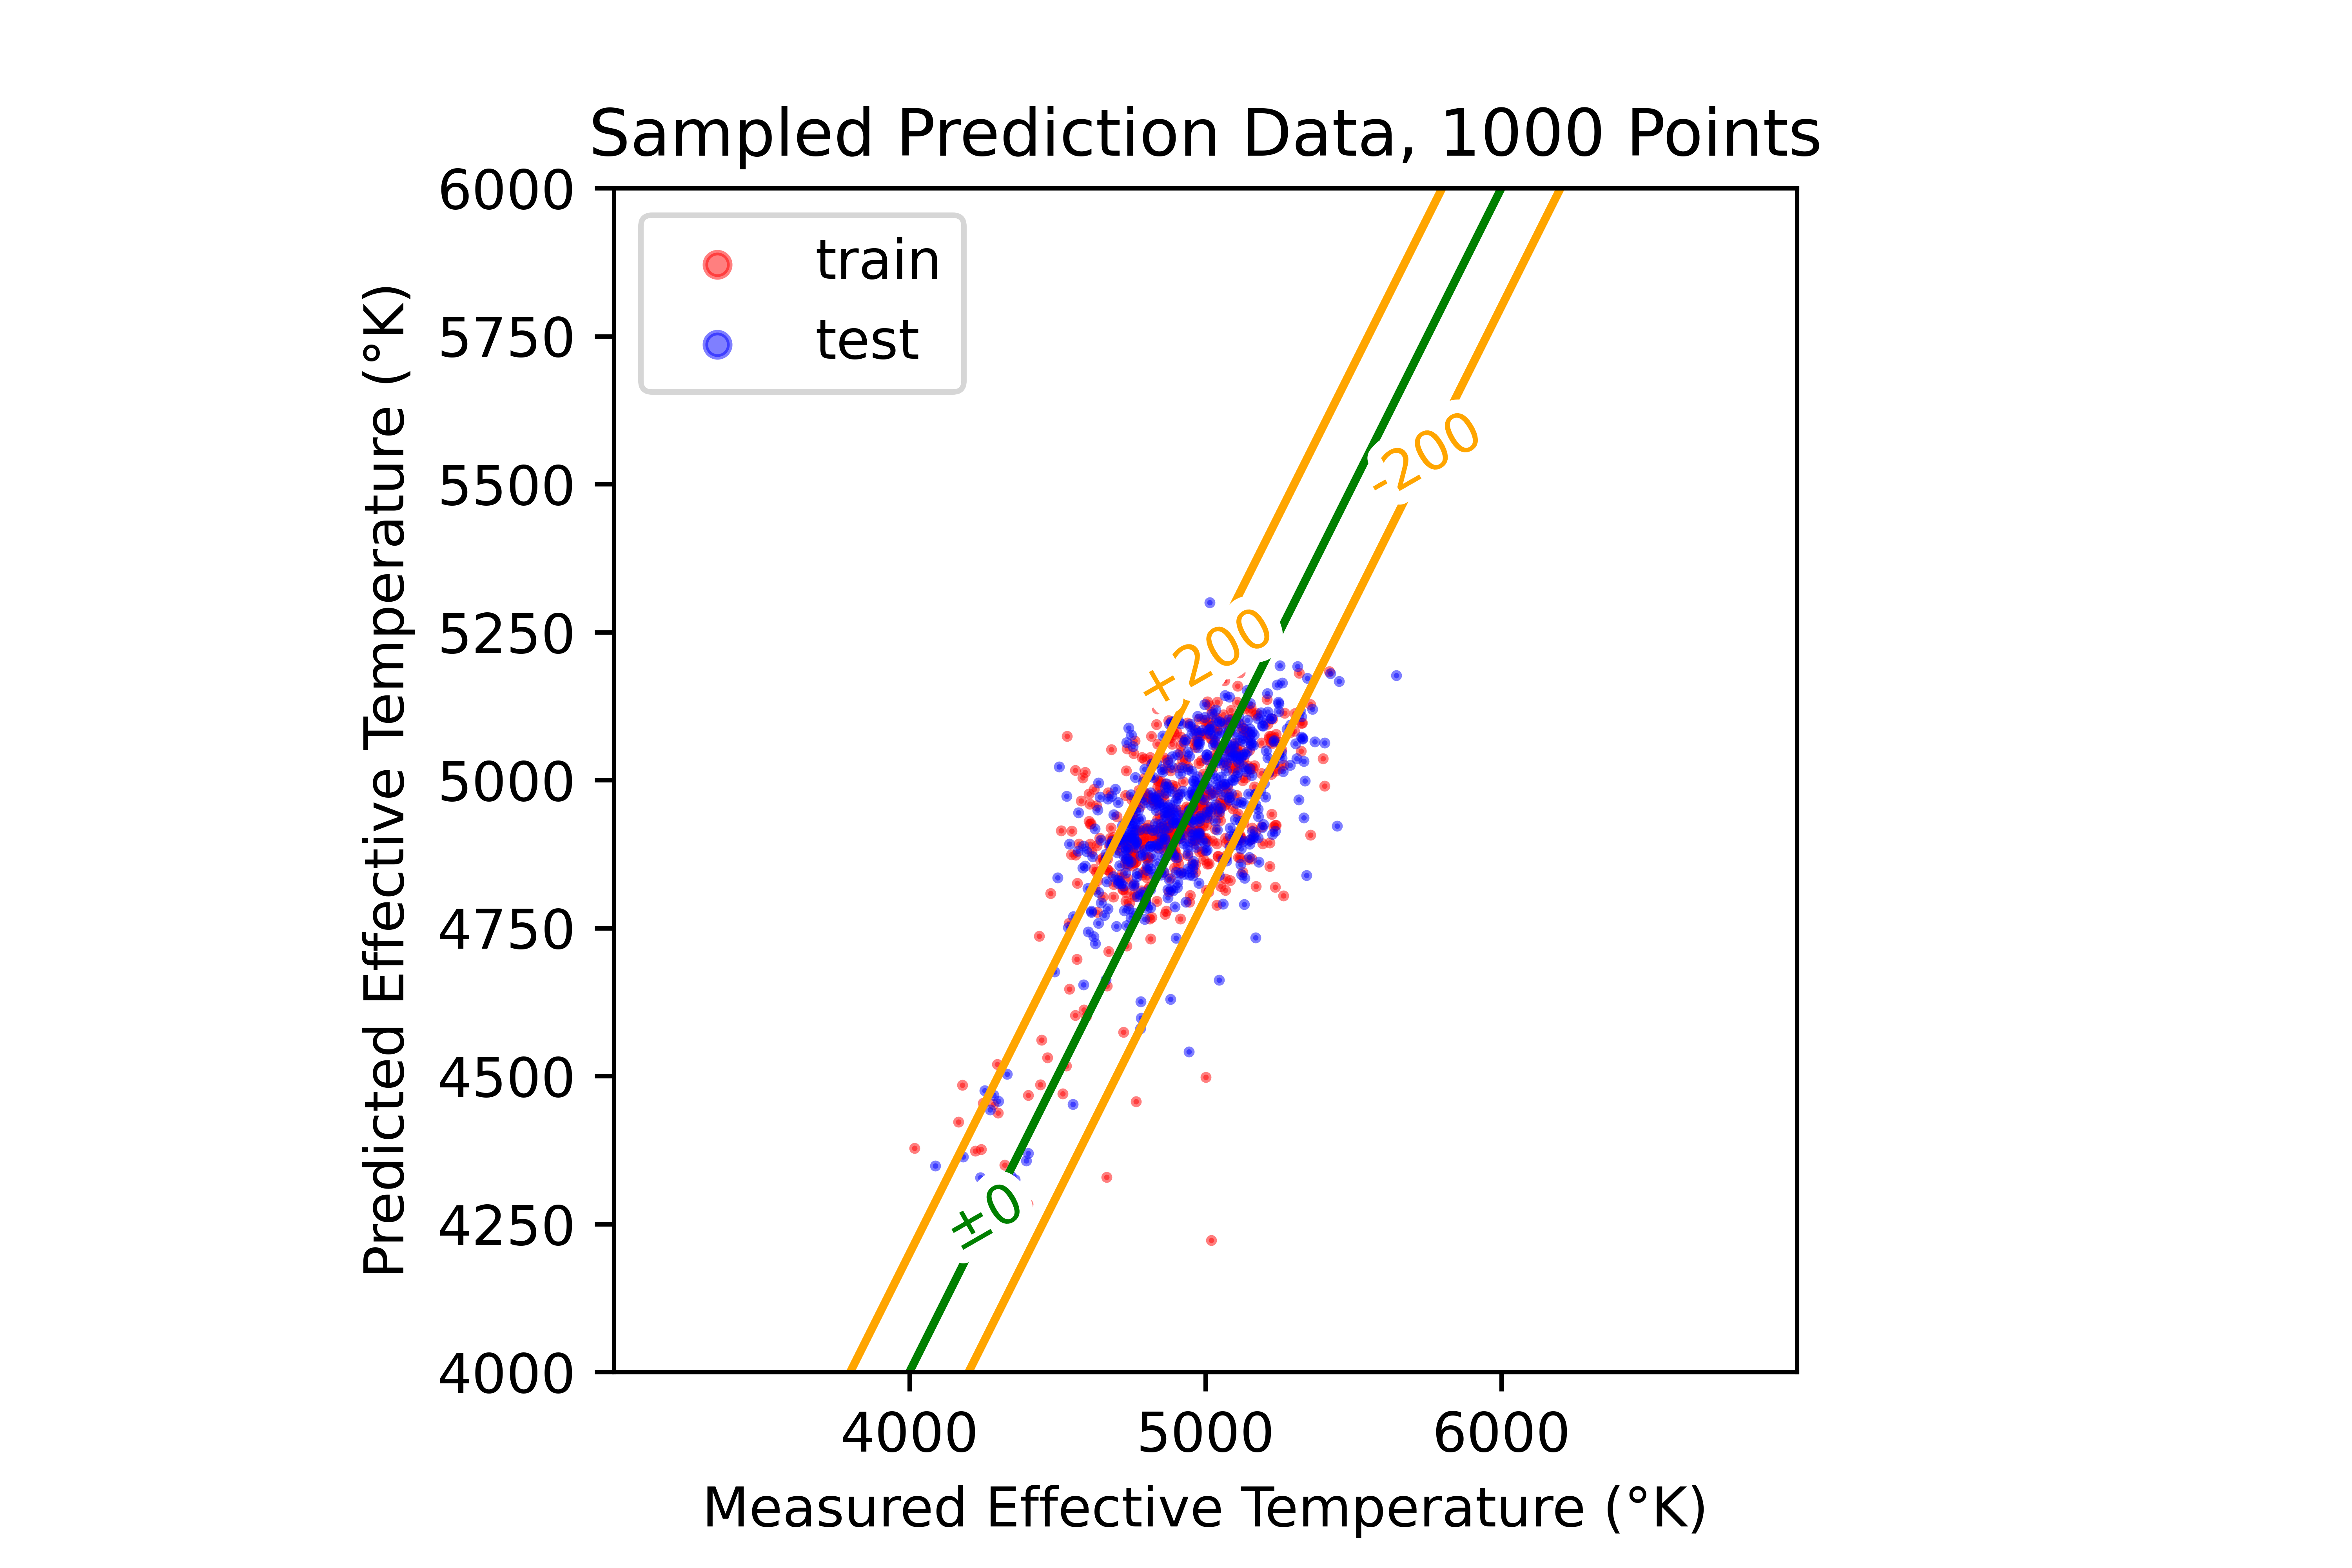 Sampled Prediction Data, 1000 Points
6000
5750
5500
5250
5000
4750
4500
4250
4000
Predicted Effective Temperature (°K)
train
test
-200
+200
±0
4000 5000 6000
Measured Effective Temperature (°K)